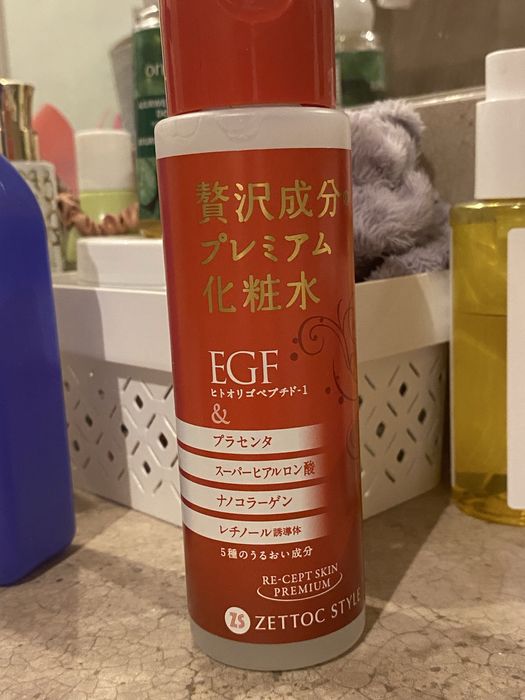 贅沢成分の
プレミアム
化粧水
EGF
ヒトオリゴペプチド-1
&
プラセンタ
スーパーヒアルロン酸
ナノコラーゲン
レチノール誘導体
5種のうるおい成分
RE-CEPT SKIN
PREMIUM
ZS ZETTOC STYLE